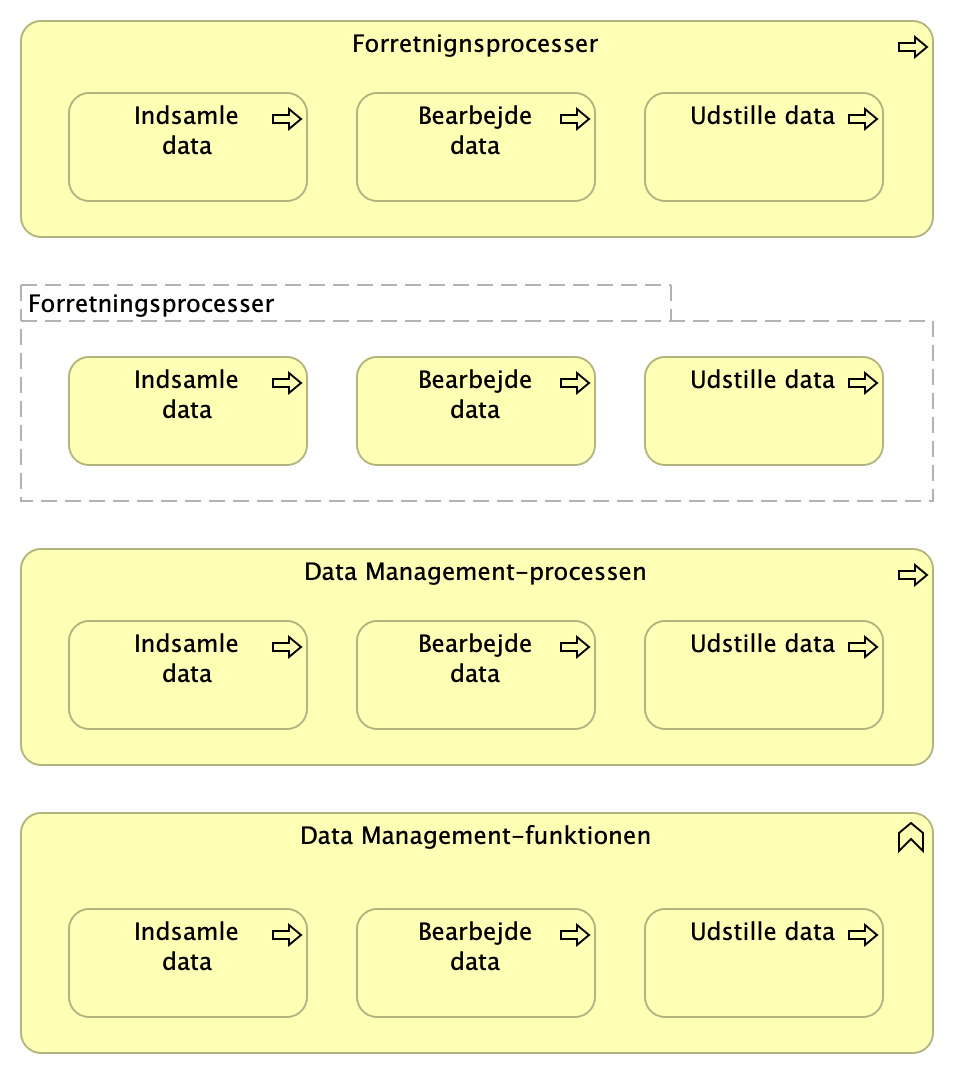 Forretnignsprocesser
Indsamle
data
Bearbejde
data
Udstille data
Forretningsprocesser
Indsamle
data
Bearbejde
data
Udstille data
Data Management-processen
Indsamle
data
Bearbejde
data
Udstille data
Data Management-funktionen
Indsamle
data
Bearbejde
data
Udstille data